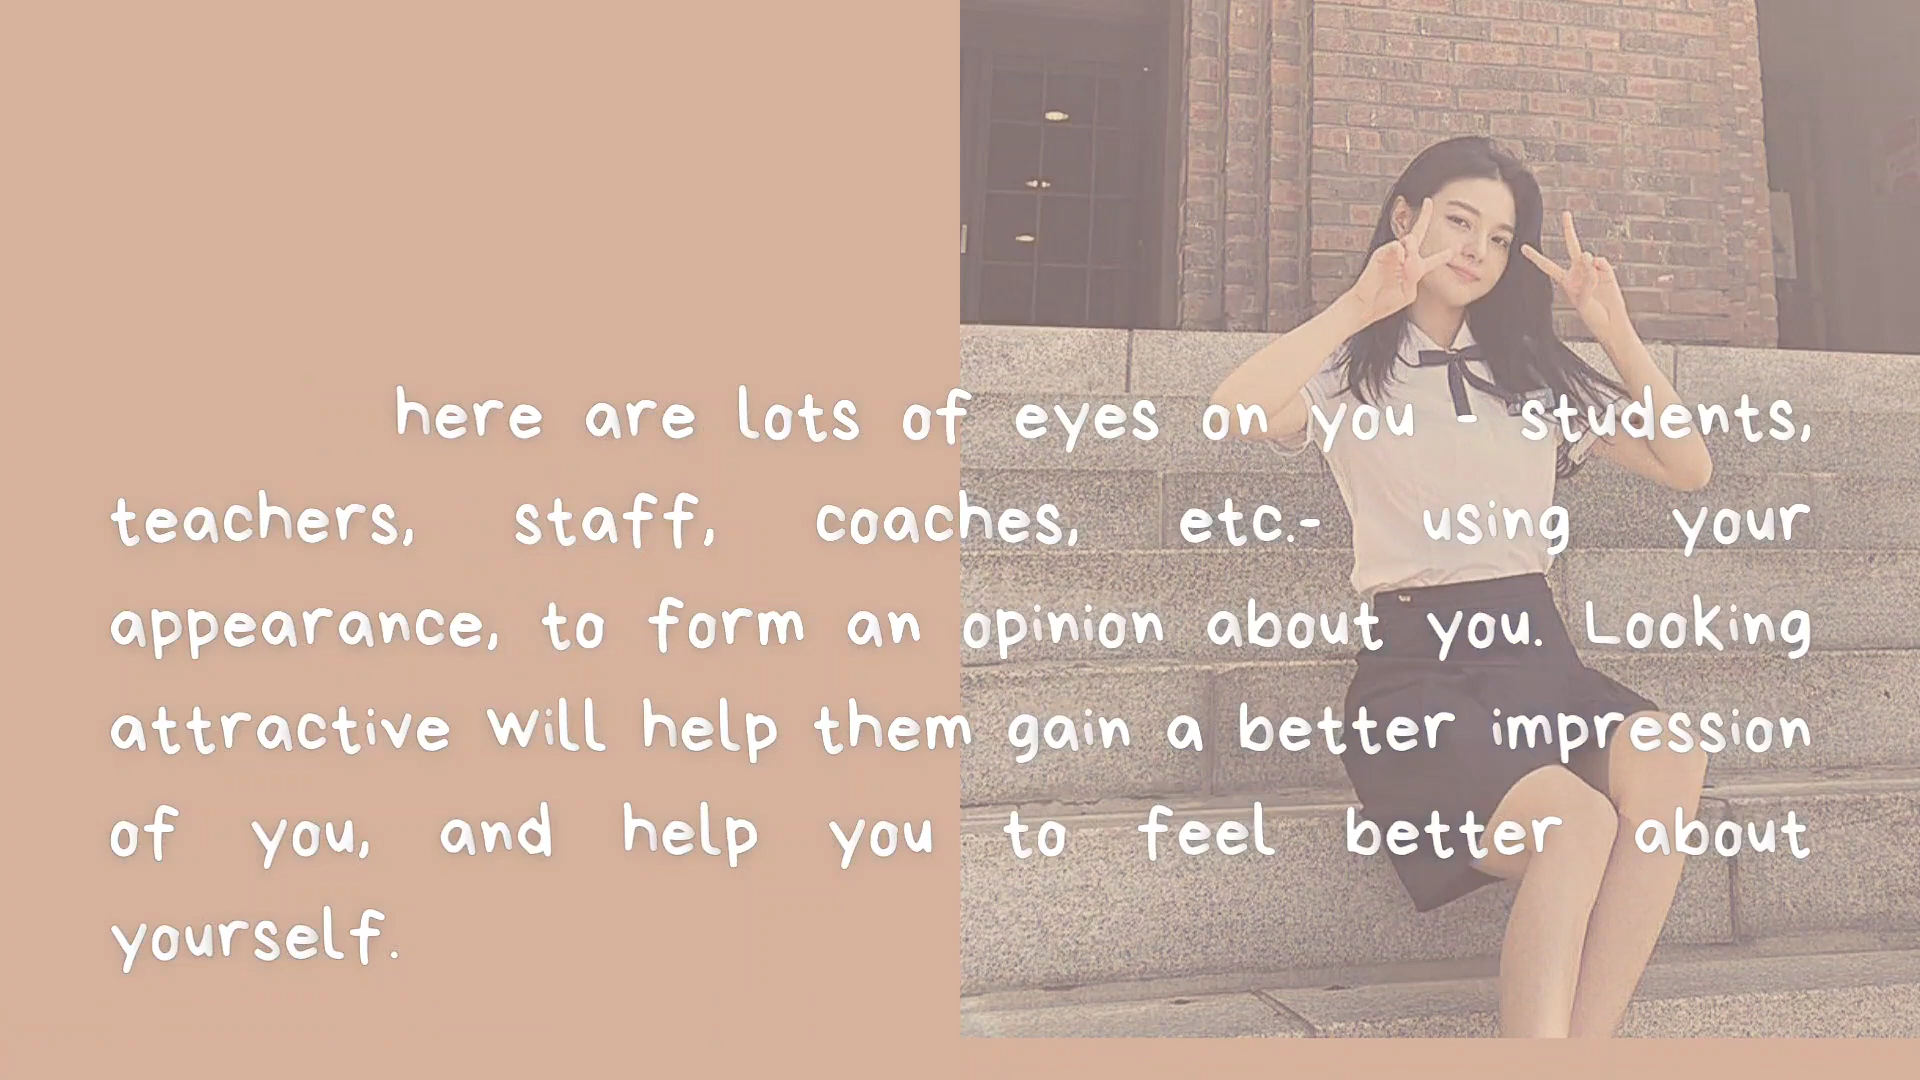 here are lots of eyes on you - students,
teachers, staff, coaches, etc.- using your
appearance, to form an opinion about you. Looking
attractive will help them gain a better impression
of you, and help you to feel better about
yourself.